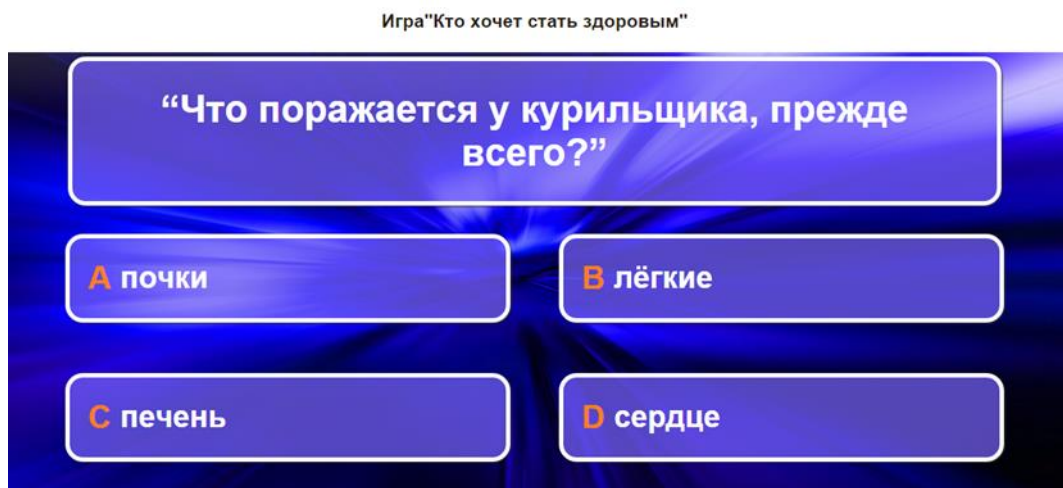 Игра"Кто хочет стать здоровым"
“Что поражается у курильщика, прежде
всего?”
A почки
B лёгкие
C печень
D сердце